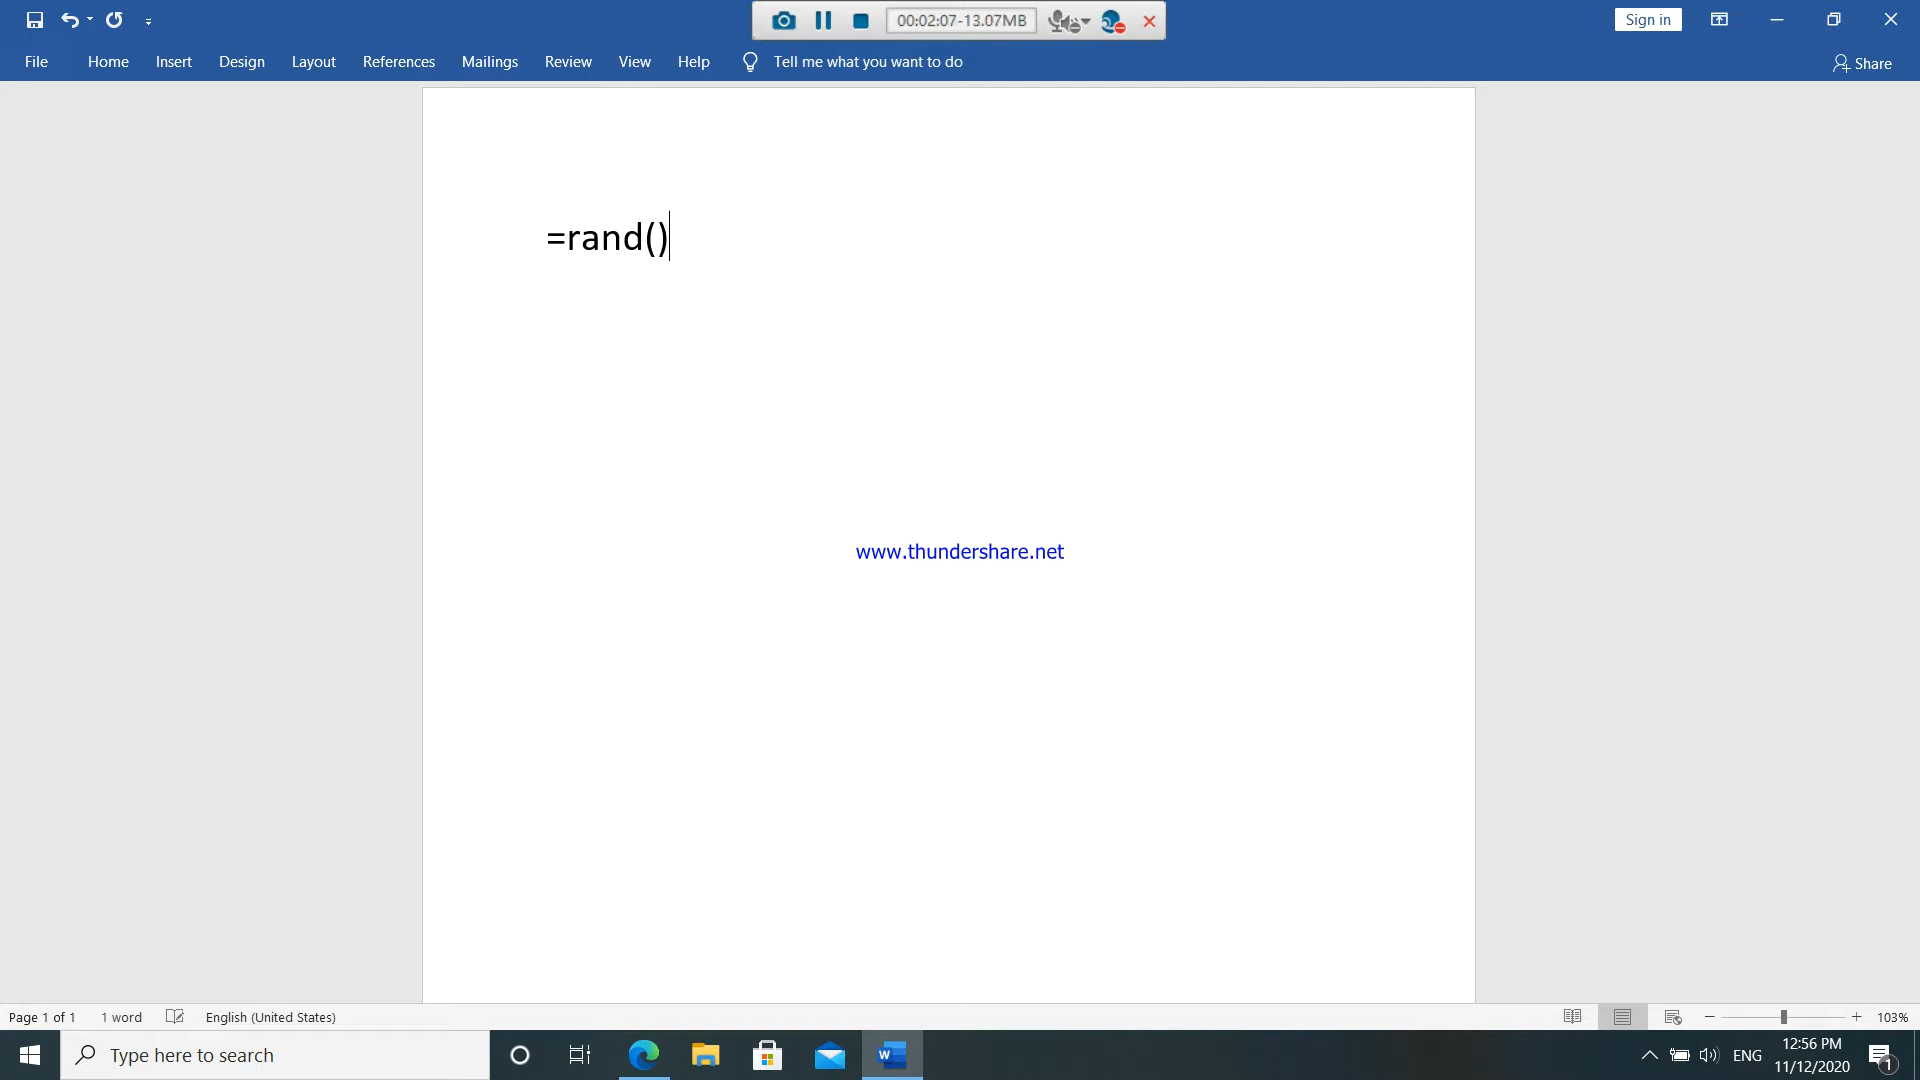 00:02:07-13.07MB
Sign in
File Home Insert Design Layout References Mailings Review View Help Tell me what you want to do Share
=rand()
www.thundershare.net
Page 1 of 1 1 word English (United States) 103%
Type here to search
ENG
12:56 PM
11/12/2020
1